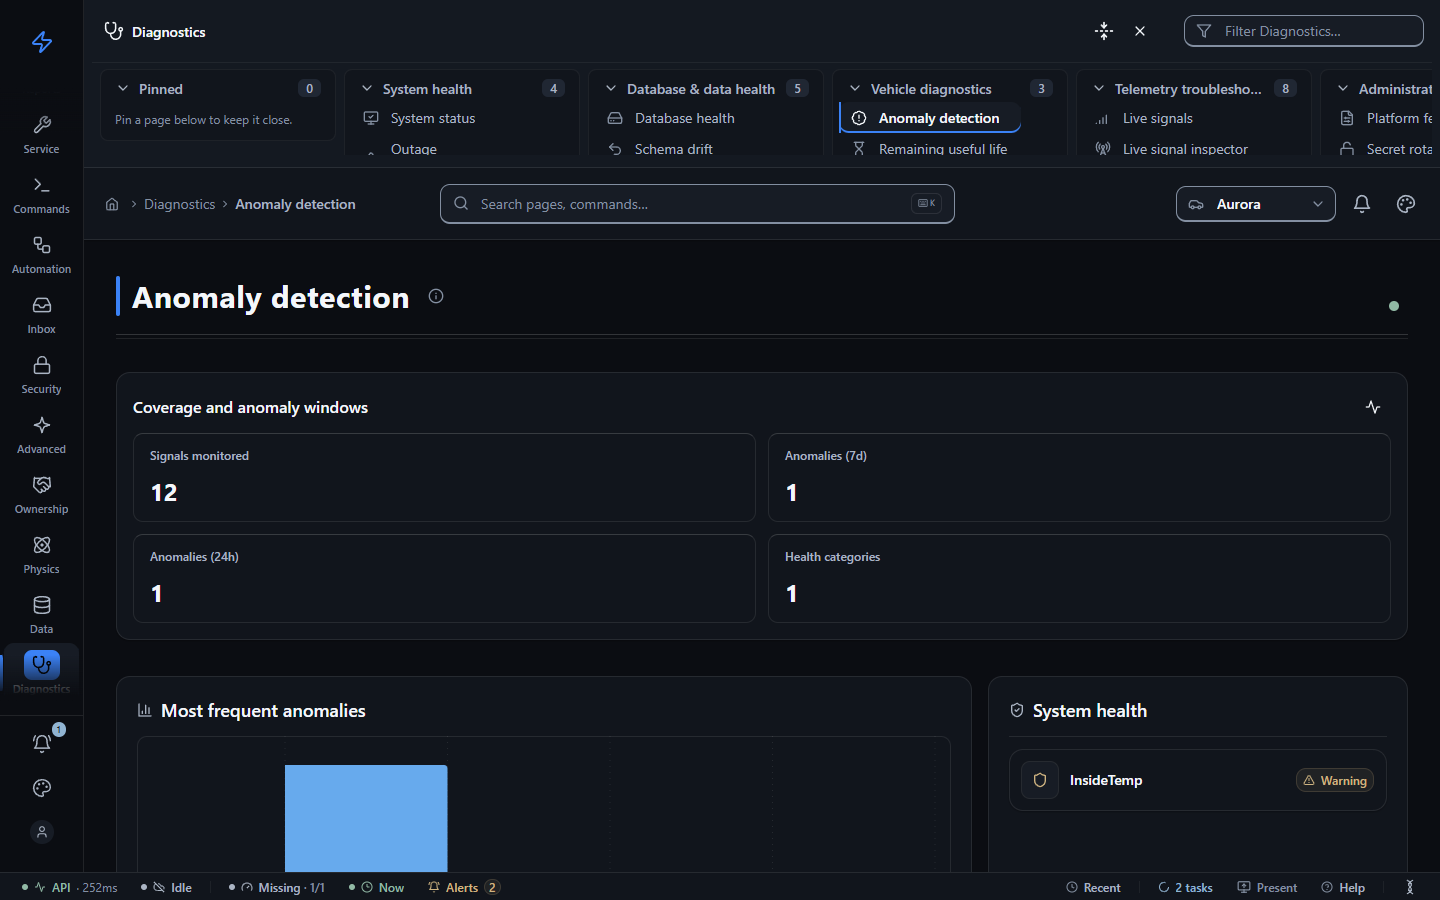 Diagnostics
Filter Diagnostics...
Pinned 0
Pin a page below to keep it close.
System health 4
System status
Outage
Database & data health 5
Database health
Schema drift
Vehicle diagnostics 3
Anomaly detection
Remaining useful life
Telemetry troublesho... 8
Live signals
Live signal inspector
Administrat
Platform fe
Secret rota
Service
Commands
Automation
Inbox
Security
Advanced
Ownership
Physics
Data
Diagnostics
1
Diagnostics > Anomaly detection
Search pages, commands...
K
Aurora
Anomaly detection
Coverage and anomaly windows
Signals monitored
12
Anomalies (7d)
1
Anomalies (24h)
1
Health categories
1
Most frequent anomalies
System health
InsideTemp
Warning
API · 252ms
Idle
Missing · 1/1
Now
Alerts 2
Recent
2 tasks
Present
Help